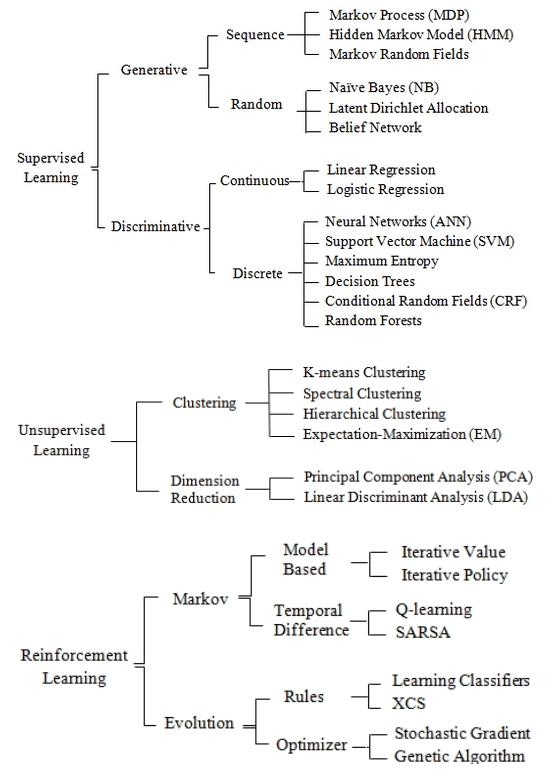 Markov Process (MDP)
Sequence
Hidden Markov Model (HMM)
Markov Random Fields
Generative
Naïve Bayes (NB)
Random
Latent Dirichlet Allocation
Belief Network
Supervised
Learning
Linear Regression
Continuous
Logistic Regression
Discriminative
Neural Networks (ANN)
Support Vector Machine (SVM)
Maximum Entropy
Discrete
Decision Trees
Conditional Random Fields (CRF)
Random Forests
K-means Clustering
Spectral Clustering
Clustering
Hierarchical Clustering
Expectation-Maximization (EM)
Unsupervised
Learning
Dimension
Reduction
Principal Component Analysis (PCA)
Linear Discriminant Analysis (LDA)
Model
Based
Iterative Value
Iterative Policy
Markov
Temporal
Difference
Q-learning
SARSA
Reinforcement
Learning
Learning Classifiers
Rules
XCS
Evolution
Stochastic Gradient
Optimizer
Genetic Algorithm